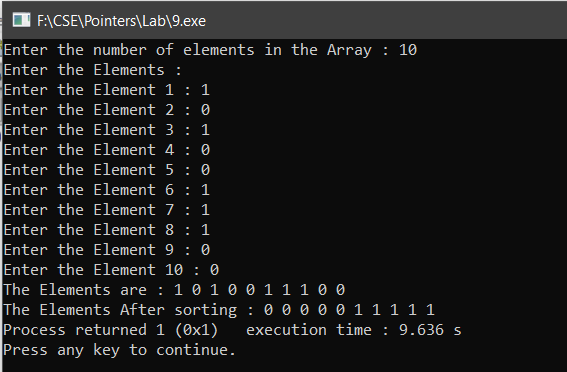 F:\CSE\Pointers\Lab\9.exe
Enter the number of elements in the Array : 10
Enter the Elements :
Enter the Element 1 : 1
Enter the Element 2 : 0
Enter the Element 3 : 1
Enter the Element 4 : 0
Enter the Element 5 : 0
Enter the Element 6 : 1
Enter the Element 7 : 1
Enter the Element 8 : 1
Enter the Element 9 : 0
Enter the Element 10 : 0
The Elements are : 1 0 1 0 0 1 1 1 0 0
The Elements After sorting : 0 0 0 0 0 1 1 1 1 1
Process returned 1 (0x1)   execution time : 9.636 s
Press any key to continue.